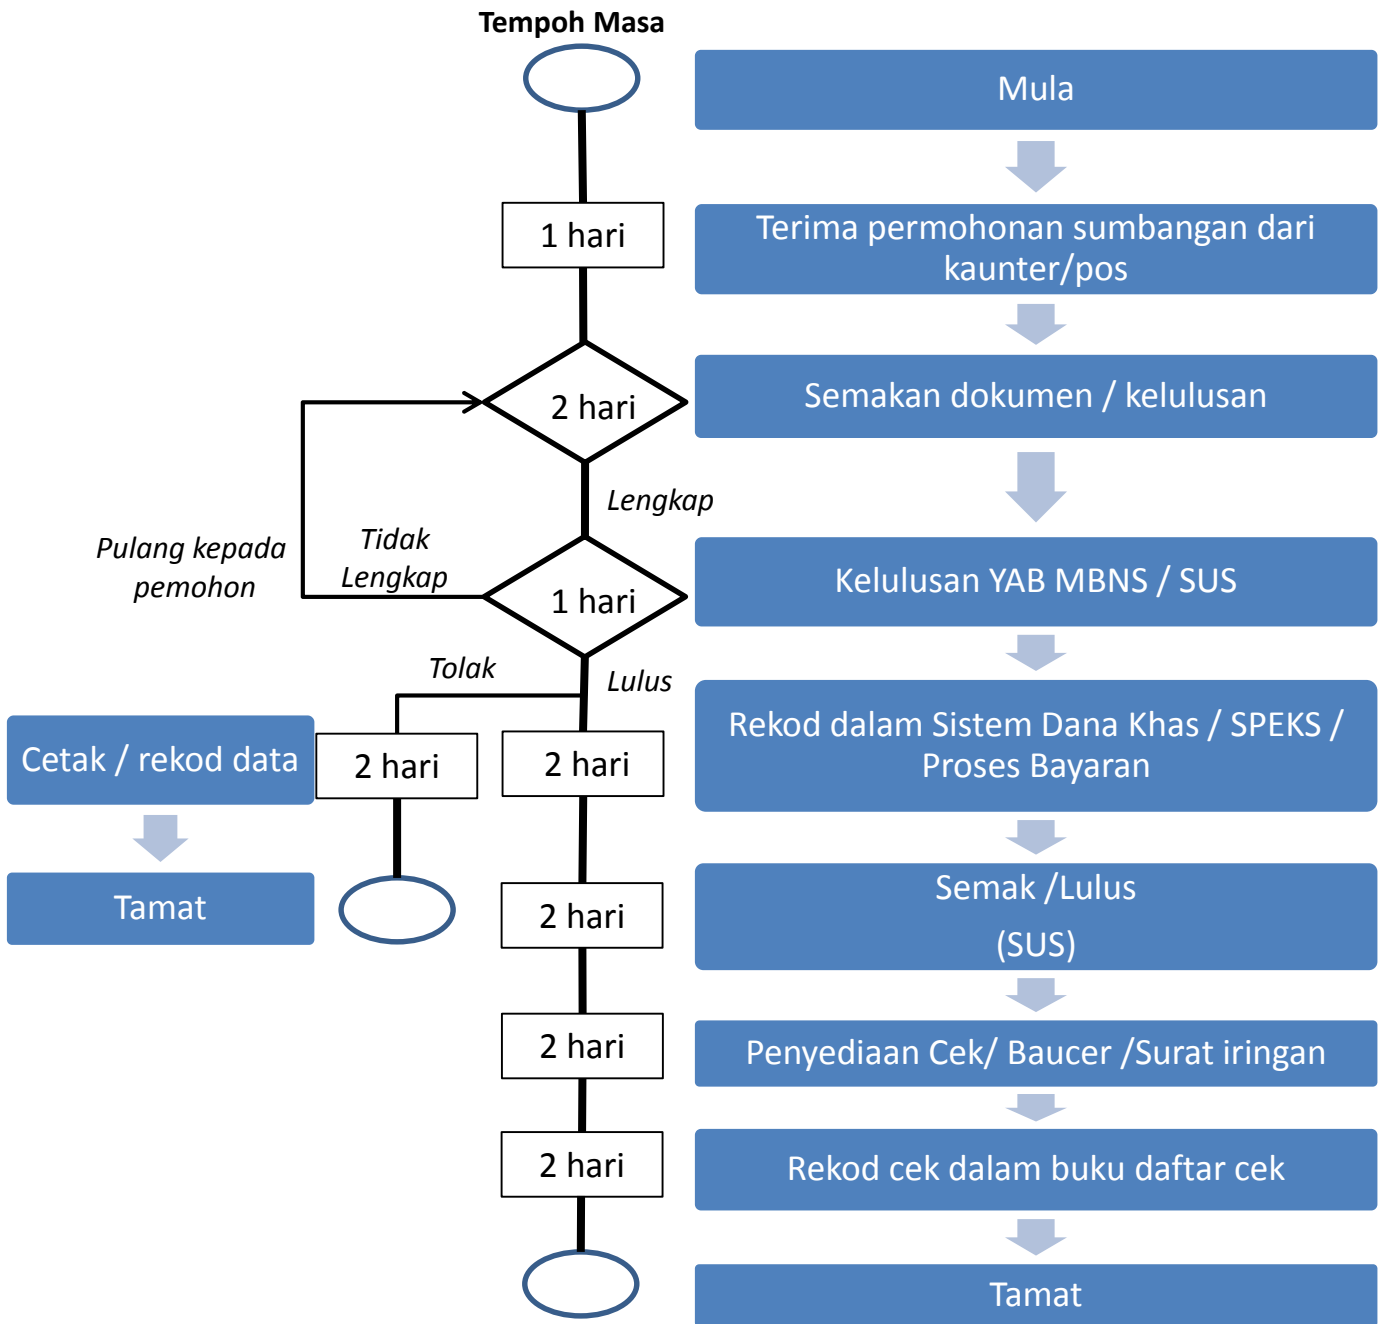 Tempoh Masa
Mula
1 hari
Terima permohonan sumbangan dari
kaunter/pos
2 hari
Semakan dokumen / kelulusan
Lengkap
Pulang kepada
pemohon
Tidak
Lengkap
1 hari
Kelulusan YAB MBNS / SUS
Tolak
Lulus
Cetak / rekod data
2 hari
2 hari
Rekod dalam Sistem Dana Khas / SPEKS /
Proses Bayaran
Tamat
2 hari
Semak /Lulus
(SUS)
2 hari
Penyediaan Cek/ Baucer /Surat iringan
2 hari
Rekod cek dalam buku daftar cek
Tamat